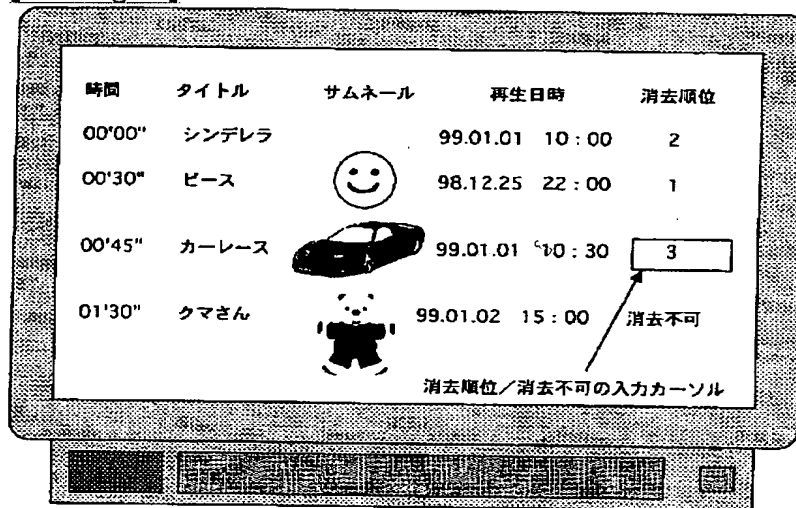 時間 タイトル サムネール 再生日時 消去順位
00'00" シンデレラ 99.01.01 10:00 2
00'30" ピース 98.12.25 22:00 1
00'45" カーレース 99.01.01 10:30 3
01'30" クマさん 99.01.02 15:00 消去不可
消去順位/消去不可の入力カーソル